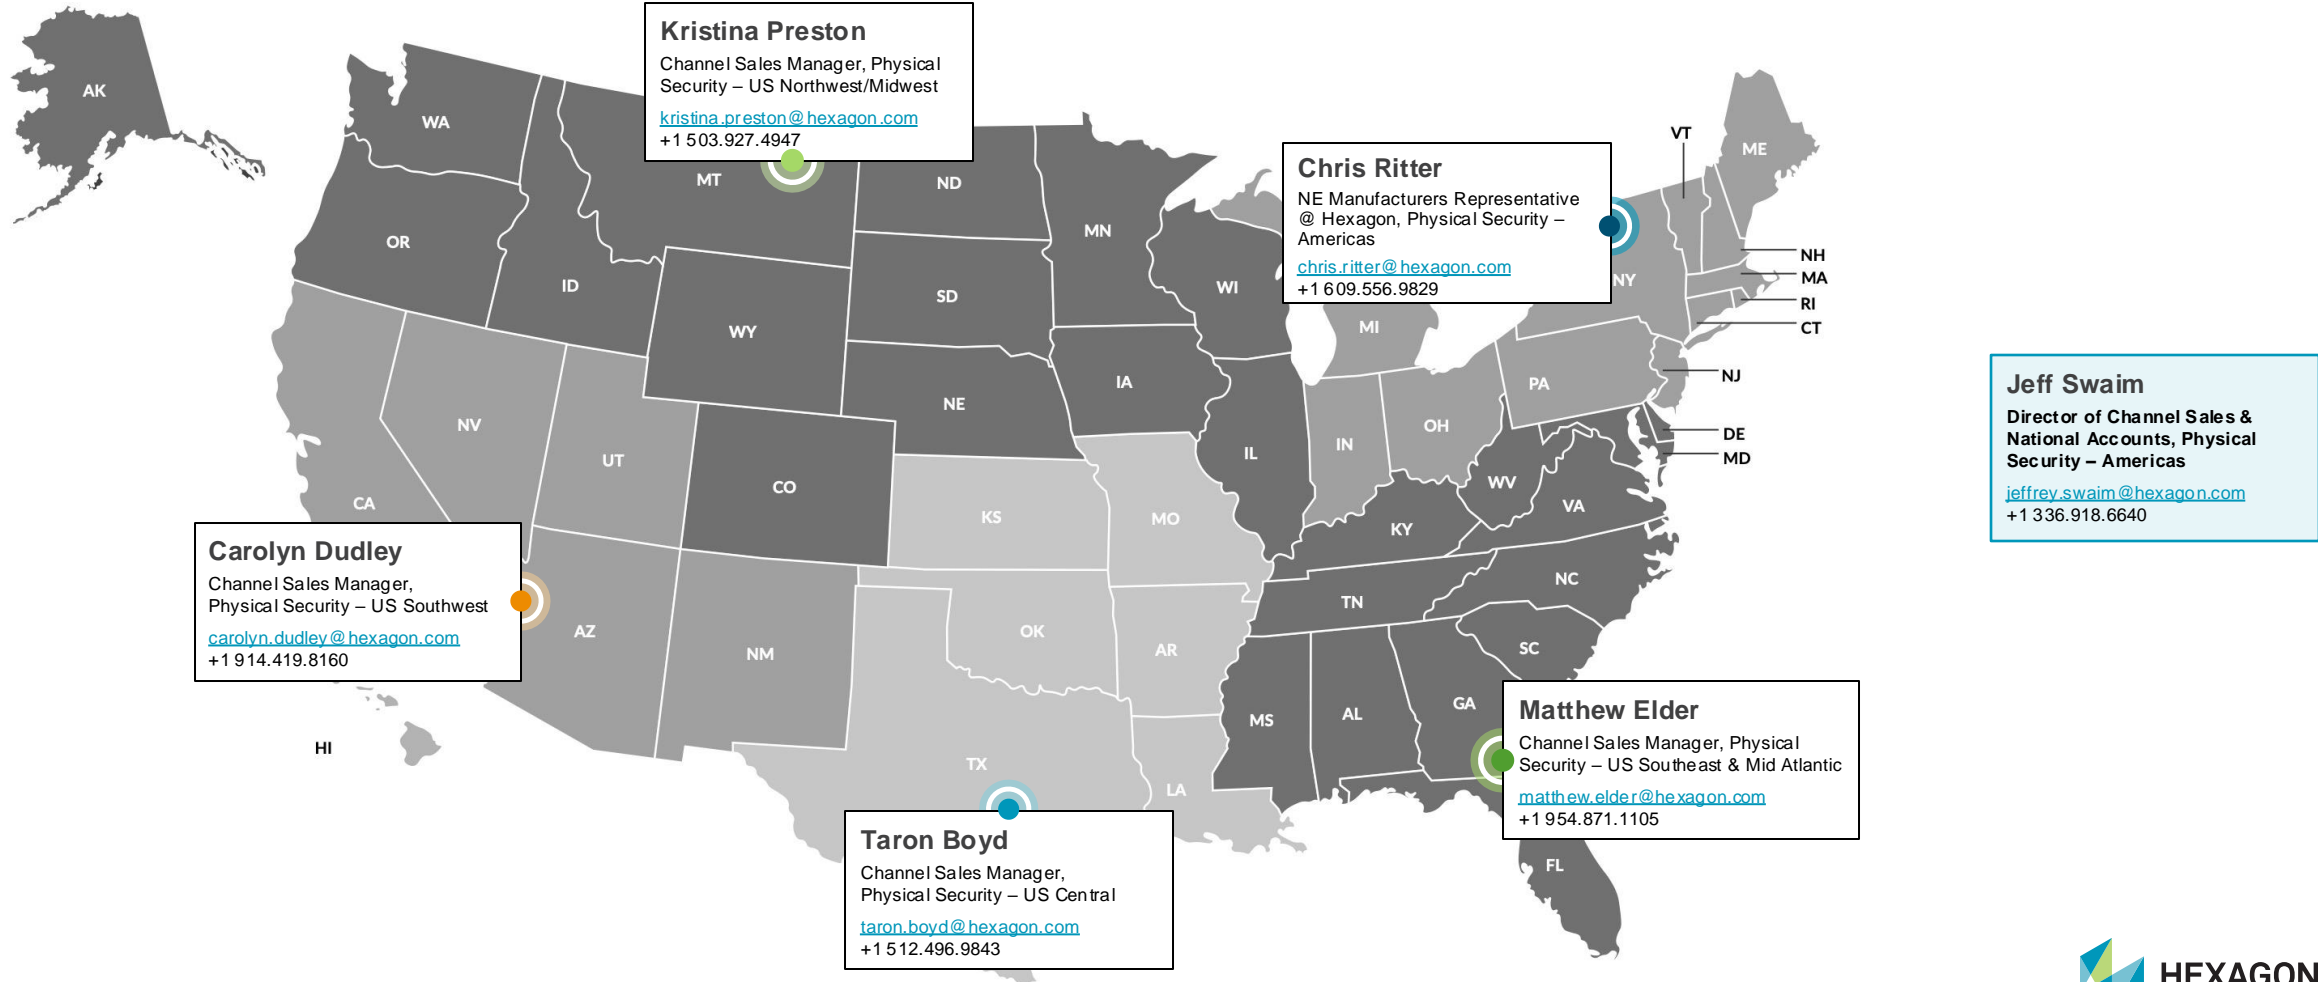 Kristina Preston
Channel Sales Manager, Physical
Security – US Northwest/Midwest
kristina.preston@hexagon.com
+1 503.927.4947
Chris Ritter
NE Manufacturers Representative
@ Hexagon, Physical Security –
Americas
chris.ritter@hexagon.com
+1 609.556.9829
Jeff Swaim
Director of Channel Sales &
National Accounts, Physical
Security – Americas
jeffrey.swaim@hexagon.com
+1 336.918.6640
Carolyn Dudley
Channel Sales Manager,
Physical Security – US Southwest
carolyn.dudley@hexagon.com
+1 914.419.8160
Matthew Elder
Channel Sales Manager, Physical
Security – US Southeast & Mid Atlantic
matthew.elder@hexagon.com
+1 954.871.1105
Taron Boyd
Channel Sales Manager,
Physical Security – US Central
taron.boyd@hexagon.com
+1 512.496.9843
AK
WA
OR
ID
MT
ND
MN
WI
SD
WY
IA
NE
NV
UT
CO
CA
KS
MO
IL
IN
MI
OH
PA
NY
VT
ME
NH
MA
RI
CT
NJ
DE
MD
WV
VA
KY
NC
TN
SC
AZ
NM
OK
AR
TX
LA
MS
AL
GA
FL
HI
HEXAGON